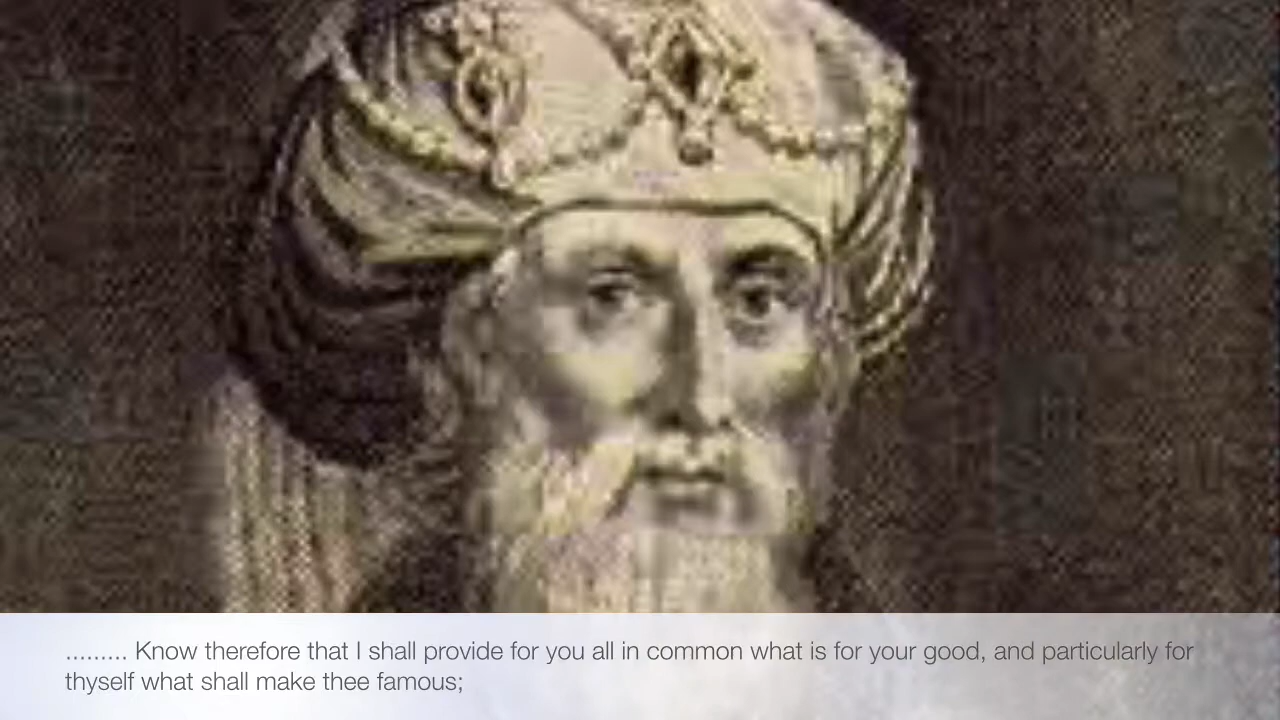 ......... Know therefore that I shall provide for you all in common what is for your good, and particularly for
thyself what shall make thee famous;